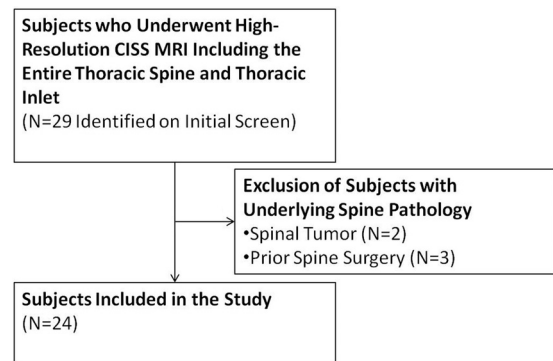 Subjects who Underwent High-
Resolution CISS MRI Including the
Entire Thoracic Spine and Thoracic
Inlet
(N=29 Identified on Initial Screen)
Exclusion of Subjects with
Underlying Spine Pathology
•Spinal Tumor (N=2)
•Prior Spine Surgery (N=3)
Subjects Included in the Study
(N=24)